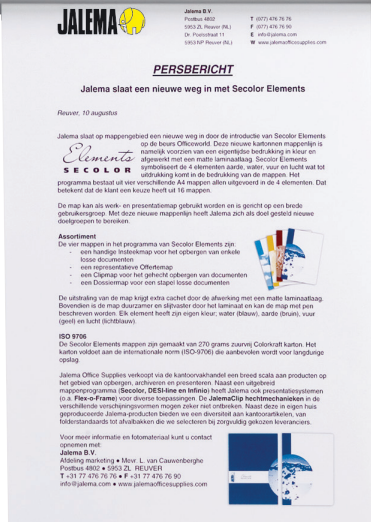 JALEMA
Jalema B.V.
Postbus 4802
5953 ZL Reuver (NL)
Dr. Poelsstraat 11
5953 NP Reuver (NL)
T (077) 476 76 76
F (077) 476 76 90
E info@jalema.com
W www.jalemaofficesupplies.com
PERSBERICHT
Jalema slaat een nieuwe weg in met Secolor Elements
Reuver, 10 augustus
Jalema slaat op mappengebied een nieuwe weg in door de introductie van Secolor Elements
op de beurs Officeworld. Deze nieuwe kartonnen mappenlijn is
namelijk voorzien van een eigentijdse bedrukking in kleur en
afgewerkt met een matte laminaatlaag. Secolor Elements
symboliseert de 4 elementen aarde, water, vuur en lucht wat tot
uitdrukking komt in de bedrukking van de mappen. Het
Elements
SECOLOR
programma bestaat uit vier verschillende A4 mappen allen uitgevoerd in de 4 elementen. Dat
betekent dat de klant een keuze heeft uit 16 mappen.
De map kan als werk- en presentatiemap gebruikt worden en is gericht op een brede
gebruikersgroep. Met deze nieuwe mappenlijn heeft Jalema zich als doel gesteld nieuwe
doelgroepen te bereiken.
Assortiment
De vier mappen in het programma van Secolor Elements zijn:
- een handige Insteekmap voor het opbergen van enkele
losse documenten
- een representatieve Offertemap
- een Clipmap voor het gehecht opbergen van documenten
- een Dossiermap voor een stapel losse documenten
De uitstraling van de map krijgt extra cachet door de afwerking met een matte laminaatlaag.
Bovendien is de map duurzamer en slijtvaster door het laminaat en kan de map met pen
beschreven worden. Elk element heeft zijn eigen kleur; water (blauw), aarde (bruin), vuur
(geel) en lucht (lichtblauw).
ISO 9706
De Secolor Elements mappen zijn gemaakt van 270 grams zuurvrij Colorkraft karton. Het
karton voldoet aan de internationale norm (ISO-9706) die aanbevolen wordt voor langdurige
opslag.
Jalema Office Supplies verkoopt via de kantoorvakhandel een breed scala aan producten op
het gebied van opbergen, archiveren en presenteren. Naast een uitgebreid
mappenprogramma (Secolor, DESI-line en Infinio) heeft Jalema ook presentatiesystemen
(o.a. Flex-o-Frame) voor diverse toepassingen. De JalemaClip hechtmechanieken in de
verschillende verschijningsvormen mogen zeker niet ontbreken. Naast deze in eigen huis
geproduceerde Jalema-producten bieden we een diversiteit aan kantoorartikelen, van
folderstandaards tot afvalbakken die we selecteren bij zorgvuldig gekozen leveranciers.
Voor meer informatie en fotomateriaal kunt u contact
opnemen met:
Jalema B.V.
Afdeling marketing ● Mevr. L. van Cauwenberghe
Postbus 4802 ● 5953 ZL REUVER
T +31 77 476 76 76 ● F +31 77 476 76 90
info@jalema.com ● www.jalemaofficesupplies.com